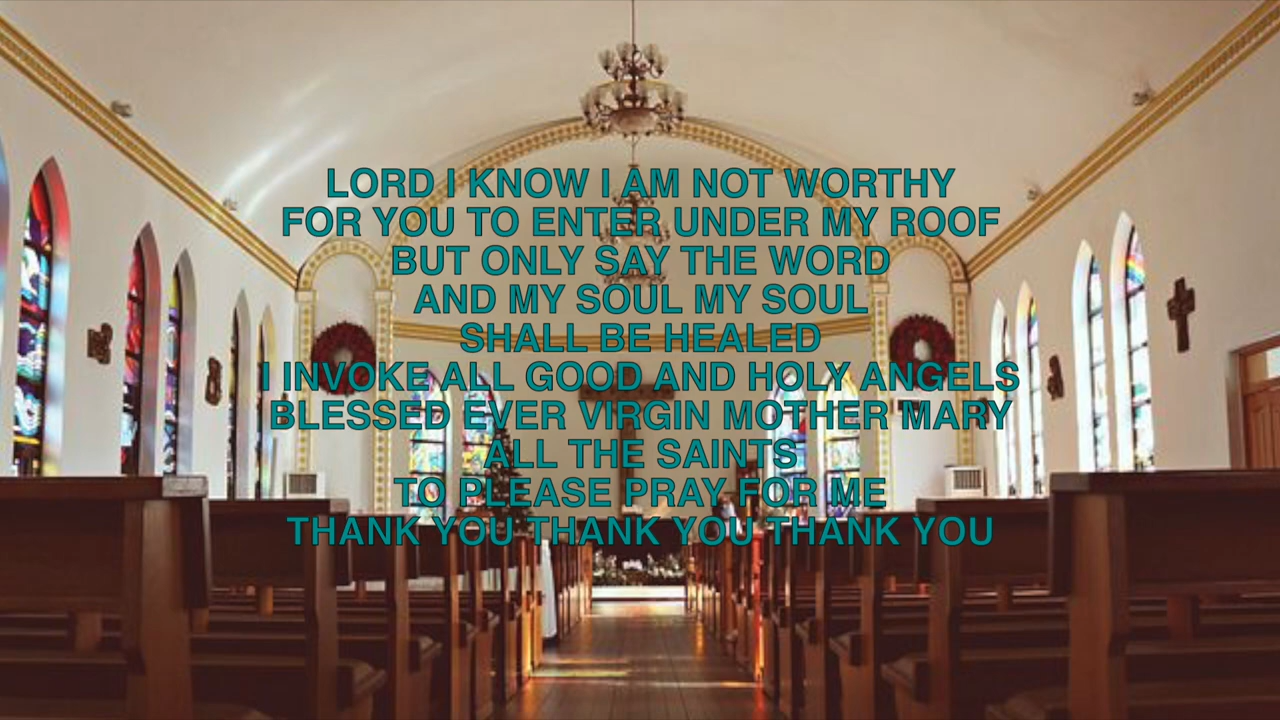 LORD I KNOW I AM NOT WORTHY
FOR YOU TO ENTER UNDER MY ROOF
BUT ONLY SAY THE WORD
AND MY SOUL MY SOUL
SHALL BE HEALED
I INVOKE ALL GOOD AND HOLY ANGELS
BLESSED EVER VIRGIN MOTHER MARY
ALL THE SAINTS
TO PLEASE PRAY FOR ME
THANK YOU THANK YOU THANK YOU